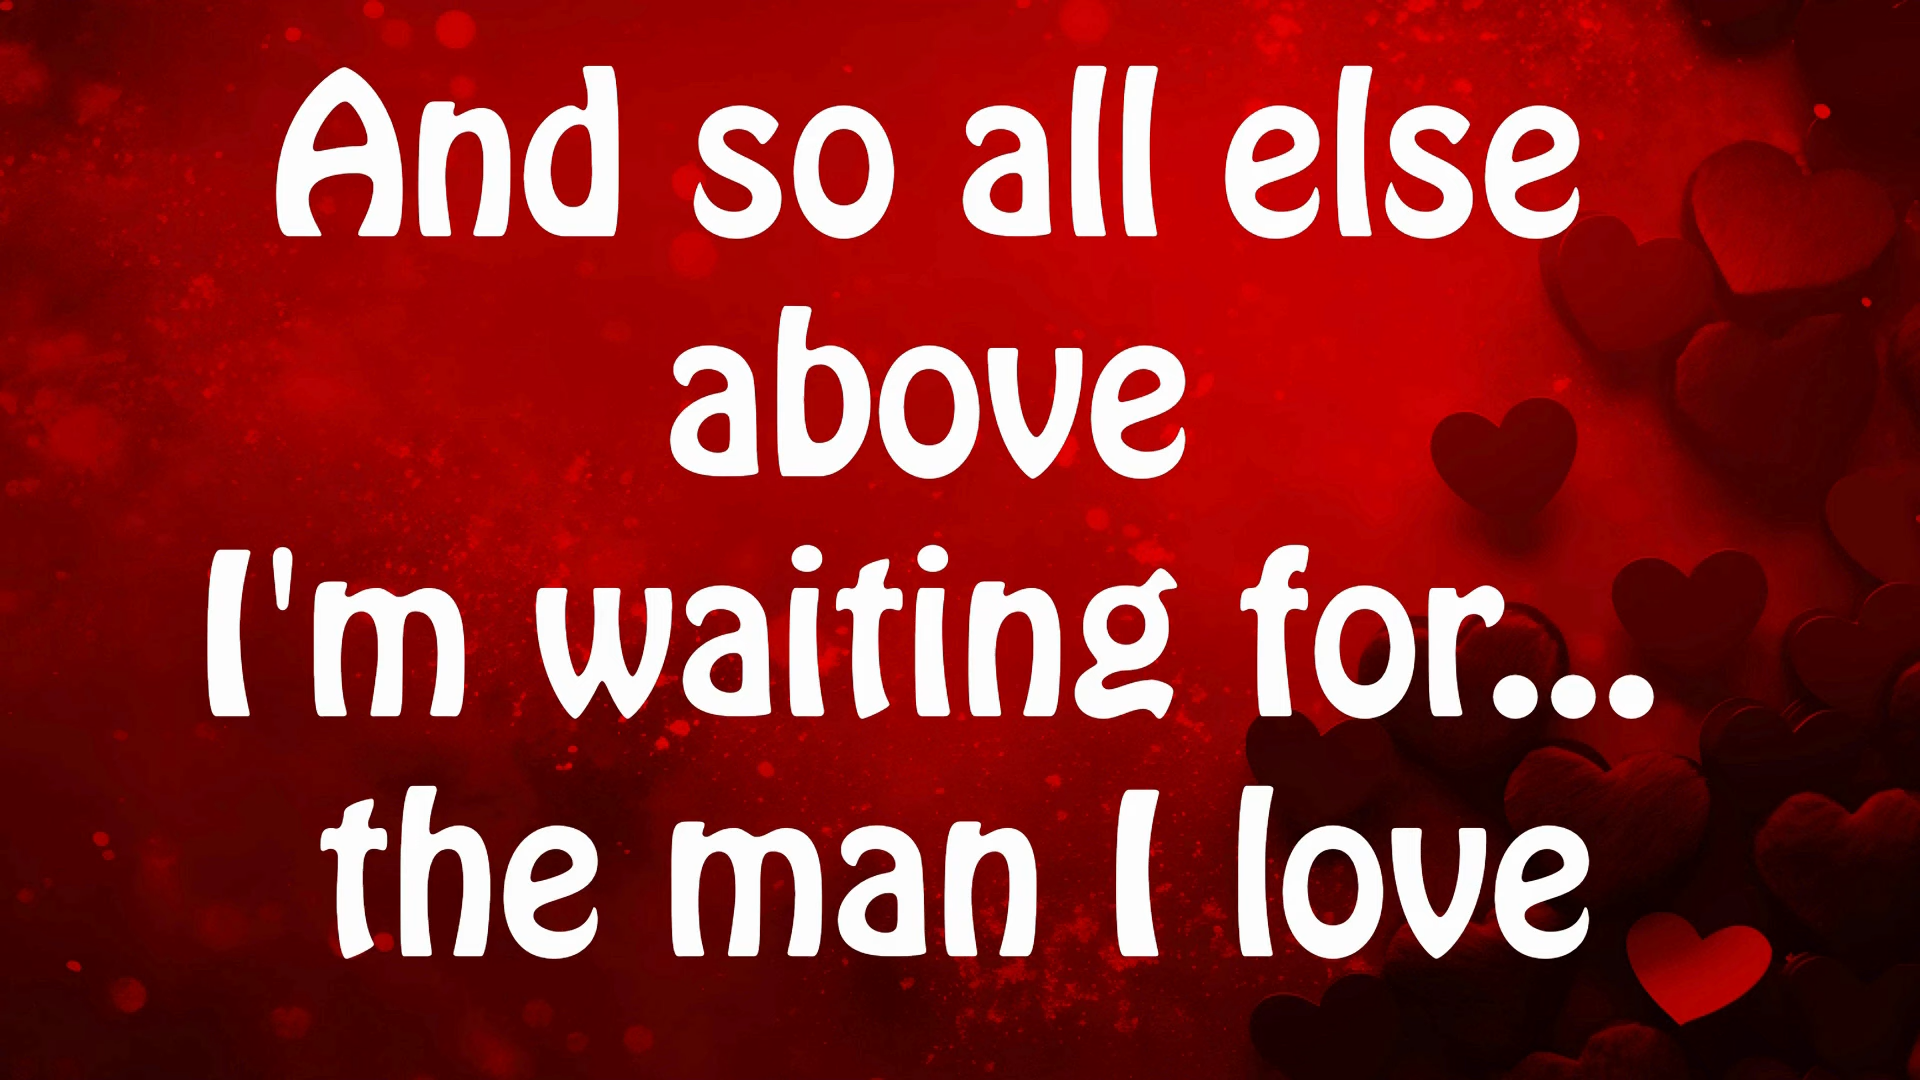 And so all else
above
I'm waiting for...
the man I love